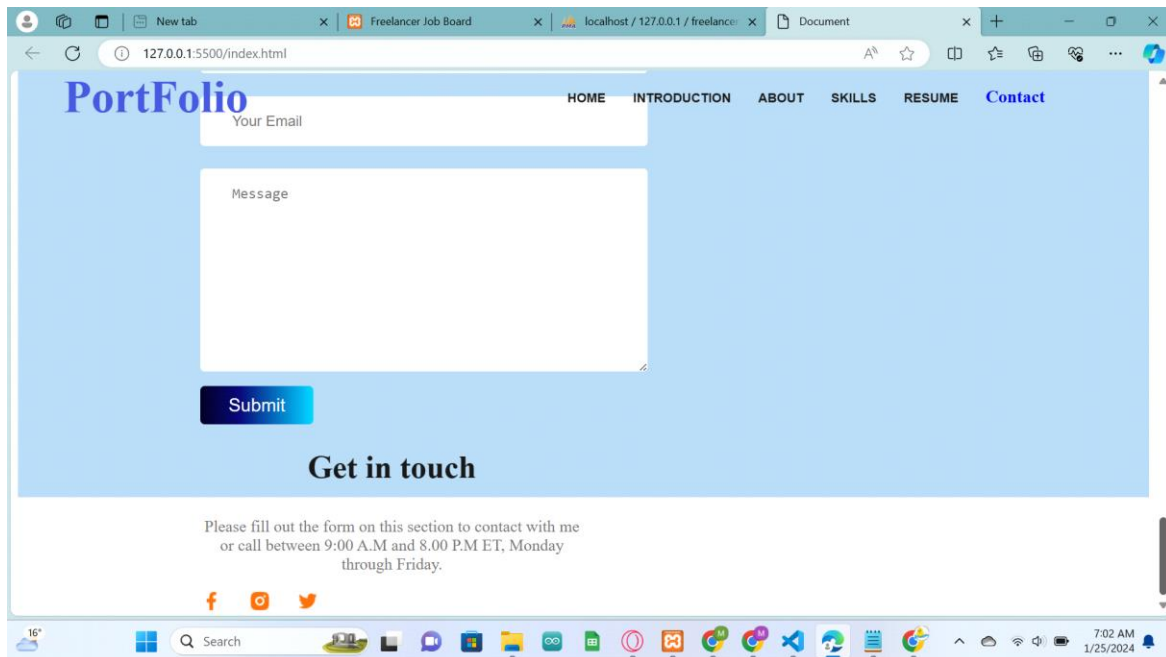 New tab
Freelancer Job Board
localhost / 127.0.0.1 / freelancer
Document
127.0.0.1:5500/index.html
PortFolio
HOME INTRODUCTION ABOUT SKILLS RESUME Contact
Your Email
Message
Submit
Get in touch
Please fill out the form on this section to contact with me
or call between 9:00 A.M and 8.00 P.M ET, Monday
through Friday.
16°
Search
7:02 AM
1/25/2024